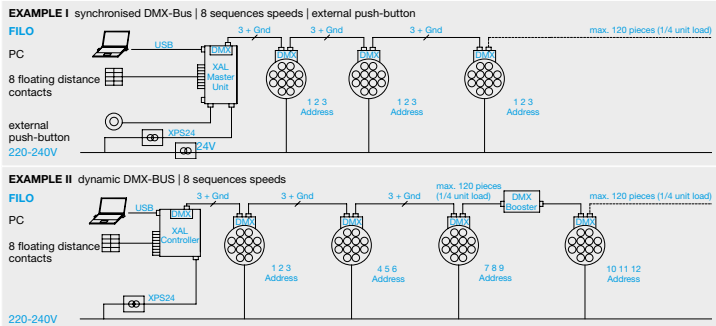 EXAMPLE I synchronised DMX-Bus | 8 sequences speeds | external push-button
FILO
3 + Gnd
3 + Gnd
3 + Gnd
max. 120 pieces (1/4 unit load)
PC
USB
DMX
DMX
DMX
DMX
XAL
Master
Unit
8 floating distance
contacts
1 2 3
Address
1 2 3
Address
1 2 3
Address
external
push-button
XPS24
24V
220-240V
EXAMPLE II dynamic DMX-BUS | 8 sequences speeds
FILO
3 + Gnd
3 + Gnd
3 + Gnd
max. 120 pieces
(1/4 unit load)
DMX
Booster
max. 120 pieces (1/4 unit load)
PC
USB
DMX
DMX
DMX
DMX
DMX
XAL
Controller
8 floating distance
contacts
1 2 3
Address
4 5 6
Address
7 8 9
Address
10 11 12
Address
XPS24
220-240V